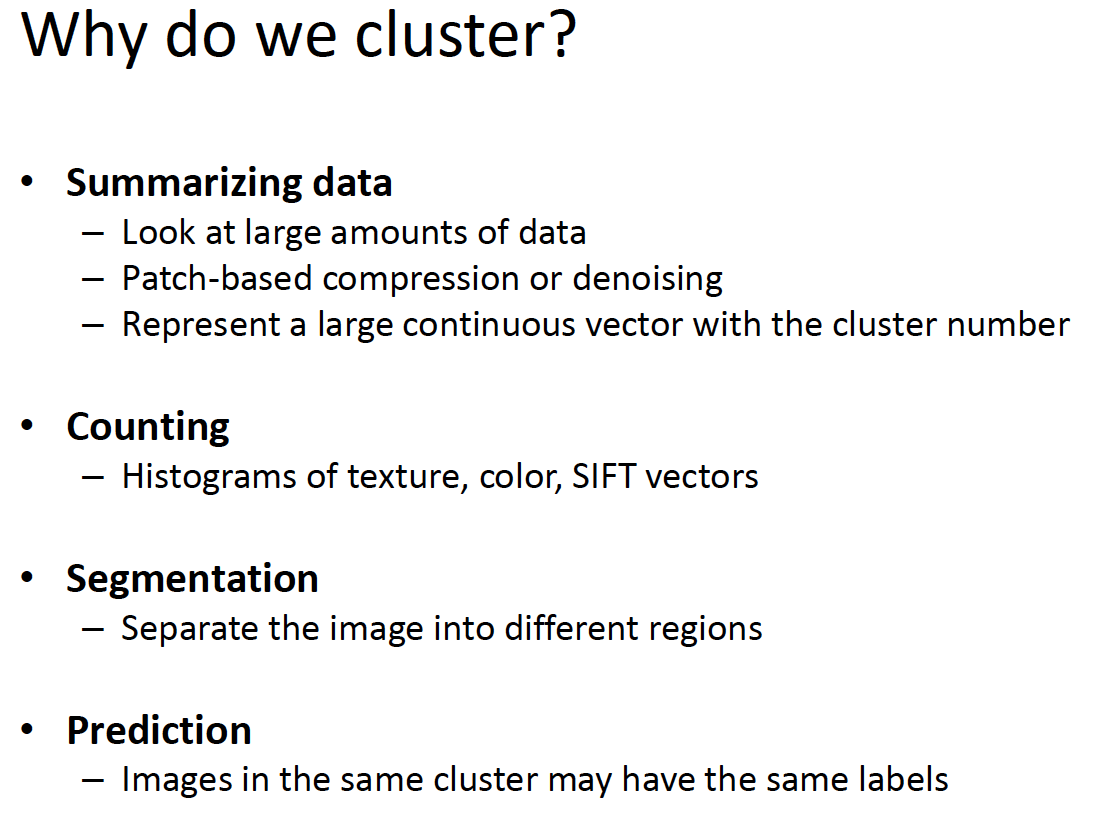 Why do we cluster?
• Summarizing data
– Look at large amounts of data
– Patch-based compression or denoising
– Represent a large continuous vector with the cluster number
• Counting
– Histograms of texture, color, SIFT vectors
• Segmentation
– Separate the image into different regions
• Prediction
– Images in the same cluster may have the same labels